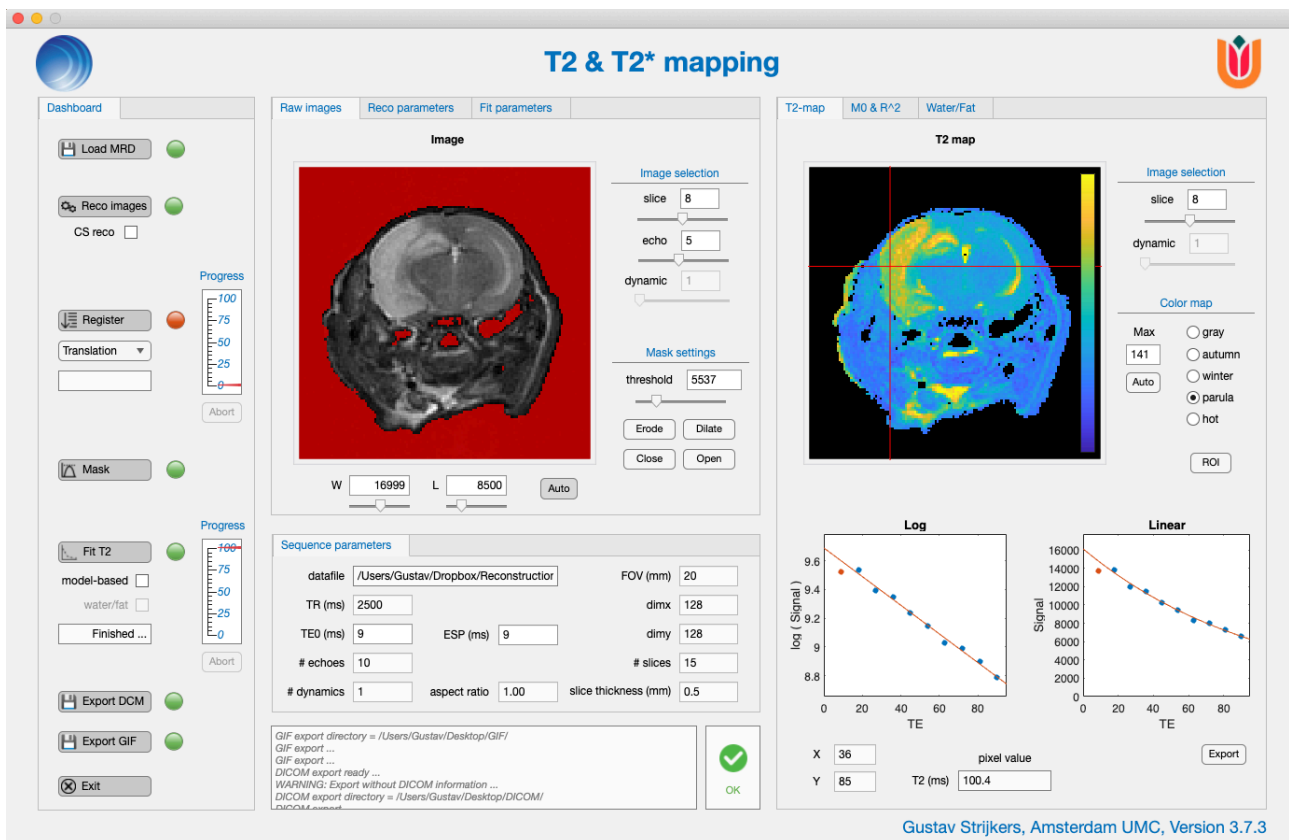 T2 & T2* mapping
Dashboard
Load MRD
Reco images
CS reco
Progress
100
75
50
25
0
Register
Translation
Abort
Mask
Progress
100
75
50
25
0
Fit T2
model-based
water/fat
Finished ...
Abort
Export DCM
Export GIF
Exit
Raw images Reco parameters Fit parameters
Image
Image selection
slice 8
echo 5
dynamic 1
Mask settings
threshold 5537
Erode Dilate
Close Open
W 16999 L 8500 Auto
Sequence parameters
datafile /Users/Gustav/Dropbox/Reconstruction FOV (mm) 20
TR (ms) 2500 dimx 128
TE0 (ms) 9 ESP (ms) 9 dimy 128
# echoes 10 # slices 15
# dynamics 1 aspect ratio 1.00 slice thickness (mm) 0.5
GIF export directory = /Users/Gustav/Desktop/GIF/
GIF export ...
GIF export ...
DICOM export ready ...
WARNING: Export without DICOM information ...
DICOM export directory = /Users/Gustav/Desktop/DICOM/
DICOM export
OK
T2-map M0 & R^2 Water/Fat
T2 map
Image selection
slice 8
dynamic 1
Color map
Max
141
Auto
gray
autumn
winter
parula
hot
ROI
Log
log ( Signal )
9.6
9.4
9.2
9
8.8
0 20 40 60 80
TE
Linear
Signal
16000
14000
12000
10000
8000
6000
4000
2000
0
0 20 40 60 80
TE
X 36 pixel value Export
Y 85 T2 (ms) 100.4
Gustav Strijkers, Amsterdam UMC, Version 3.7.3